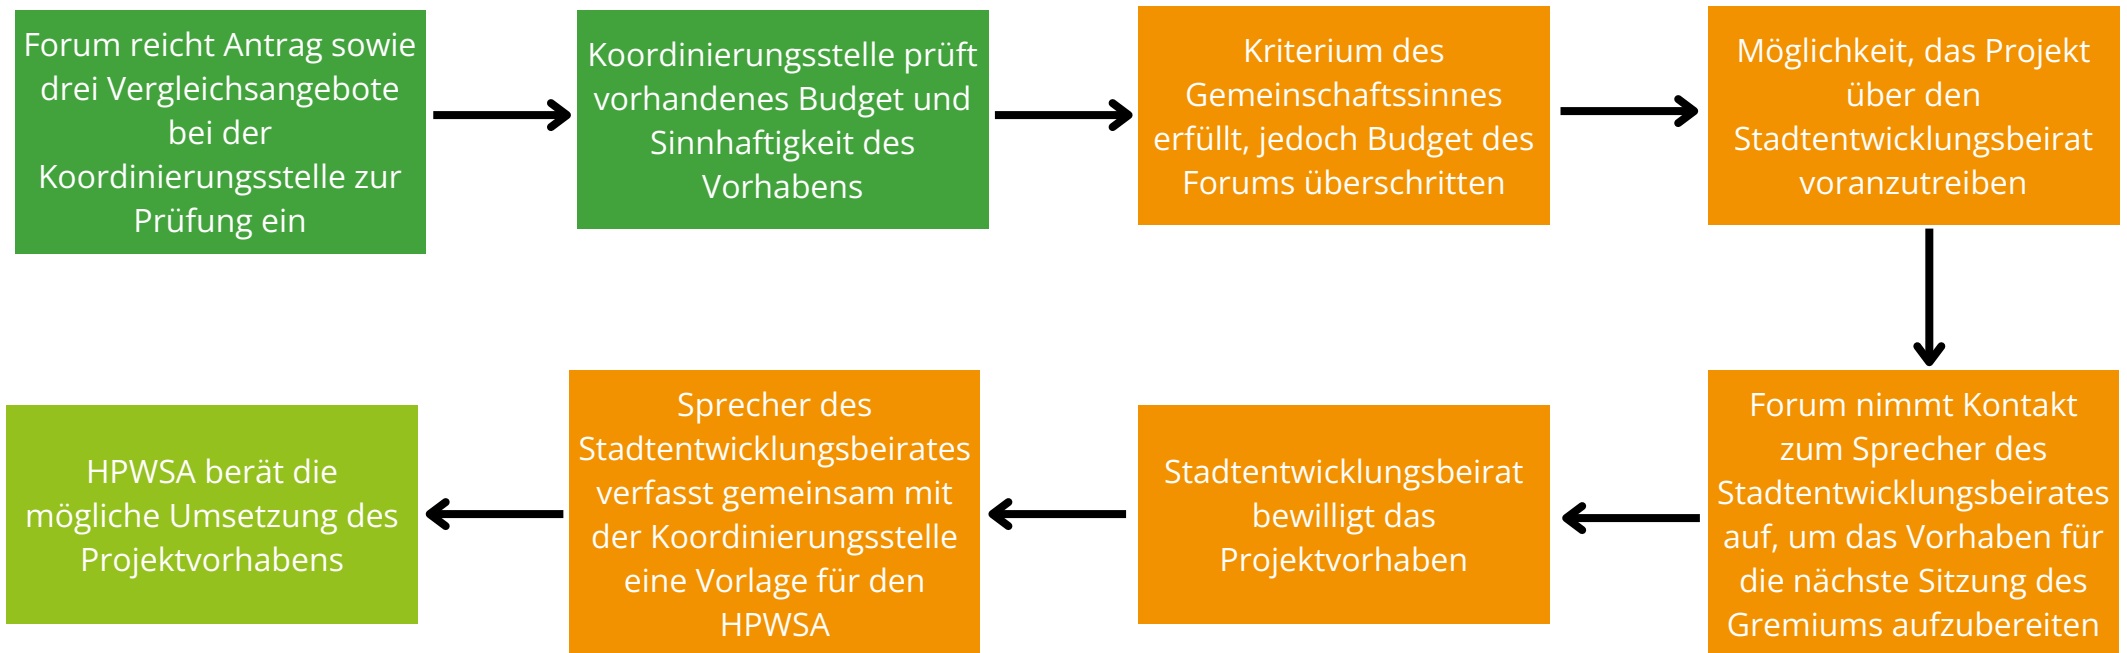 Forum reicht Antrag sowie
drei Vergleichsangebote
bei der
Koordinierungsstelle zur
Prüfung ein
Koordinierungsstelle prüft
vorhandenes Budget und
Sinnhaftigkeit des
Vorhabens
Kriterium des
Gemeinschaftssinnes
erfüllt, jedoch Budget des
Forums überschritten
Möglichkeit, das Projekt
über den
Stadtentwicklungsbeirat
voranzutreiben
Forum nimmt Kontakt
zum Sprecher des
Stadtentwicklungsbeirates
auf, um das Vorhaben für
die nächste Sitzung des
Gremiums aufzubereiten
Stadtentwicklungsbeirat
bewilligt das
Projektvorhaben
Sprecher des
Stadtentwicklungsbeirates
verfasst gemeinsam mit
der Koordinierungsstelle
eine Vorlage für den
HPWSA
HPWSA berät die
mögliche Umsetzung des
Projektvorhabens